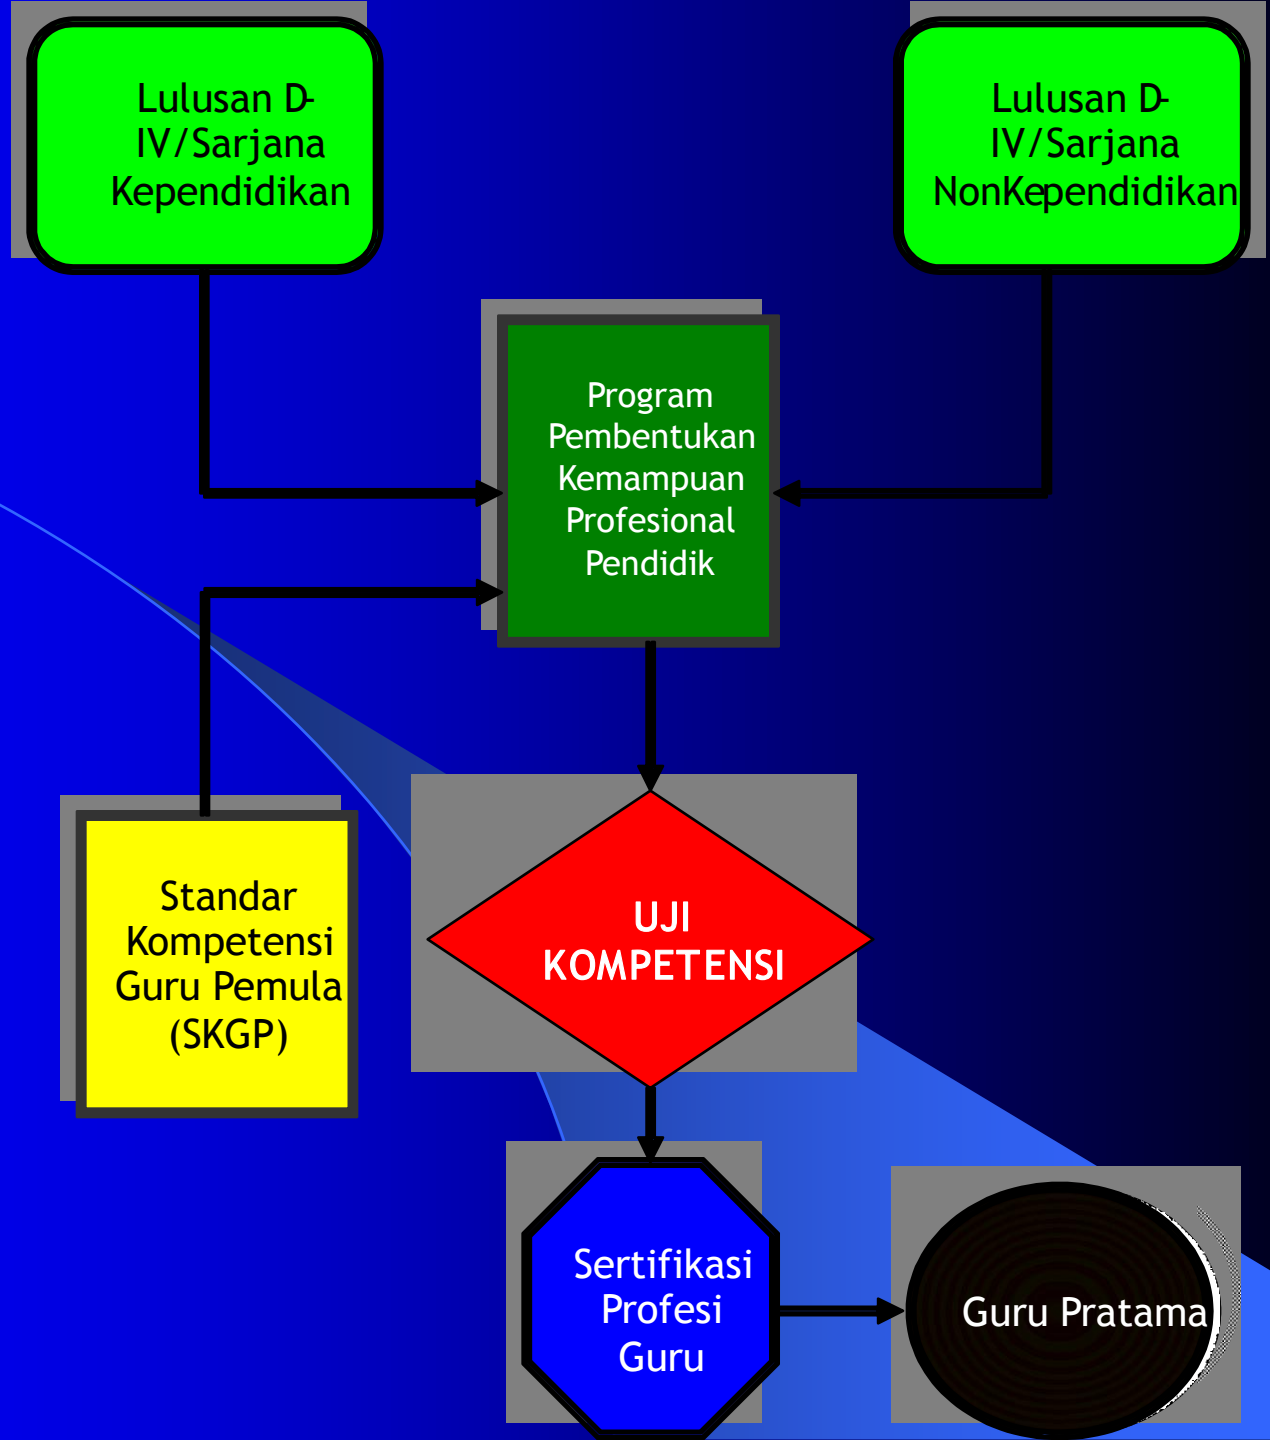 Lulusan D-
IV/Sarjana
Kependidikan
Lulusan D-
IV/Sarjana
NonKependidikan
Program
Pembentukan
Kemampuan
Profesional
Pendidik
Standar
Kompetensi
Guru Pemula
(SKGP)
UJI
KOMPETENSI
Sertifikasi
Profesi
Guru
Guru Pratama